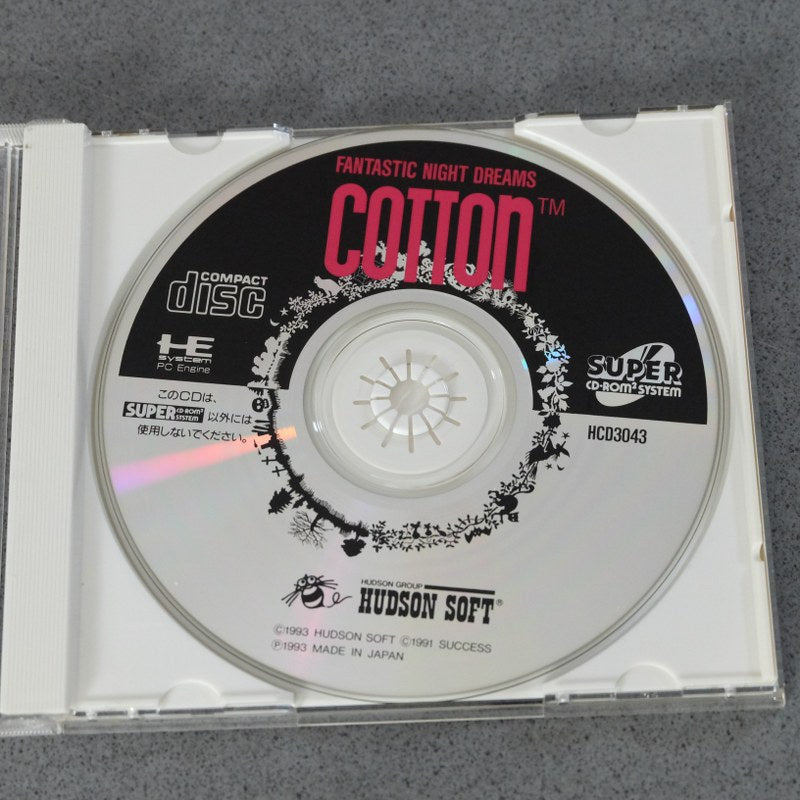 FANTASTIC NIGHT DREAMS
COTTON™
COMPACT
disc
HE
system
PC Engine
このCDは、
SUPER CD-ROM² SYSTEM 以外には
使用しないでください。
SUPER
CD-ROM² SYSTEM
HCD3043
HUDSON GROUP
HUDSON SOFT®
©1993 HUDSON SOFT ©1991 SUCCESS
℗1993 MADE IN JAPAN